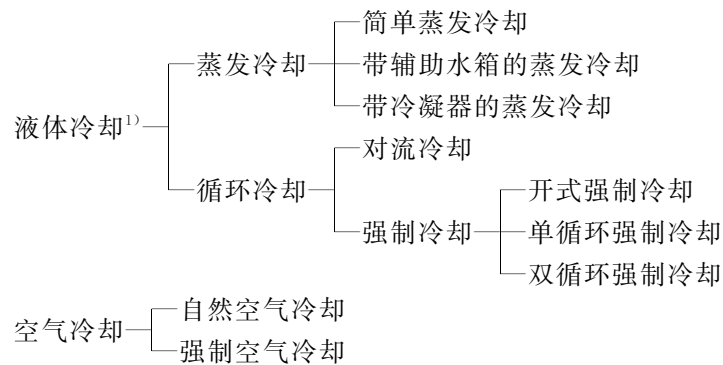 简单蒸发冷却
蒸发冷却
带辅助水箱的蒸发冷却
带冷凝器的蒸发冷却
液体冷却1)
对流冷却
循环冷却
开式强制冷却
强制冷却
单循环强制冷却
双循环强制冷却
自然空气冷却
空气冷却
强制空气冷却